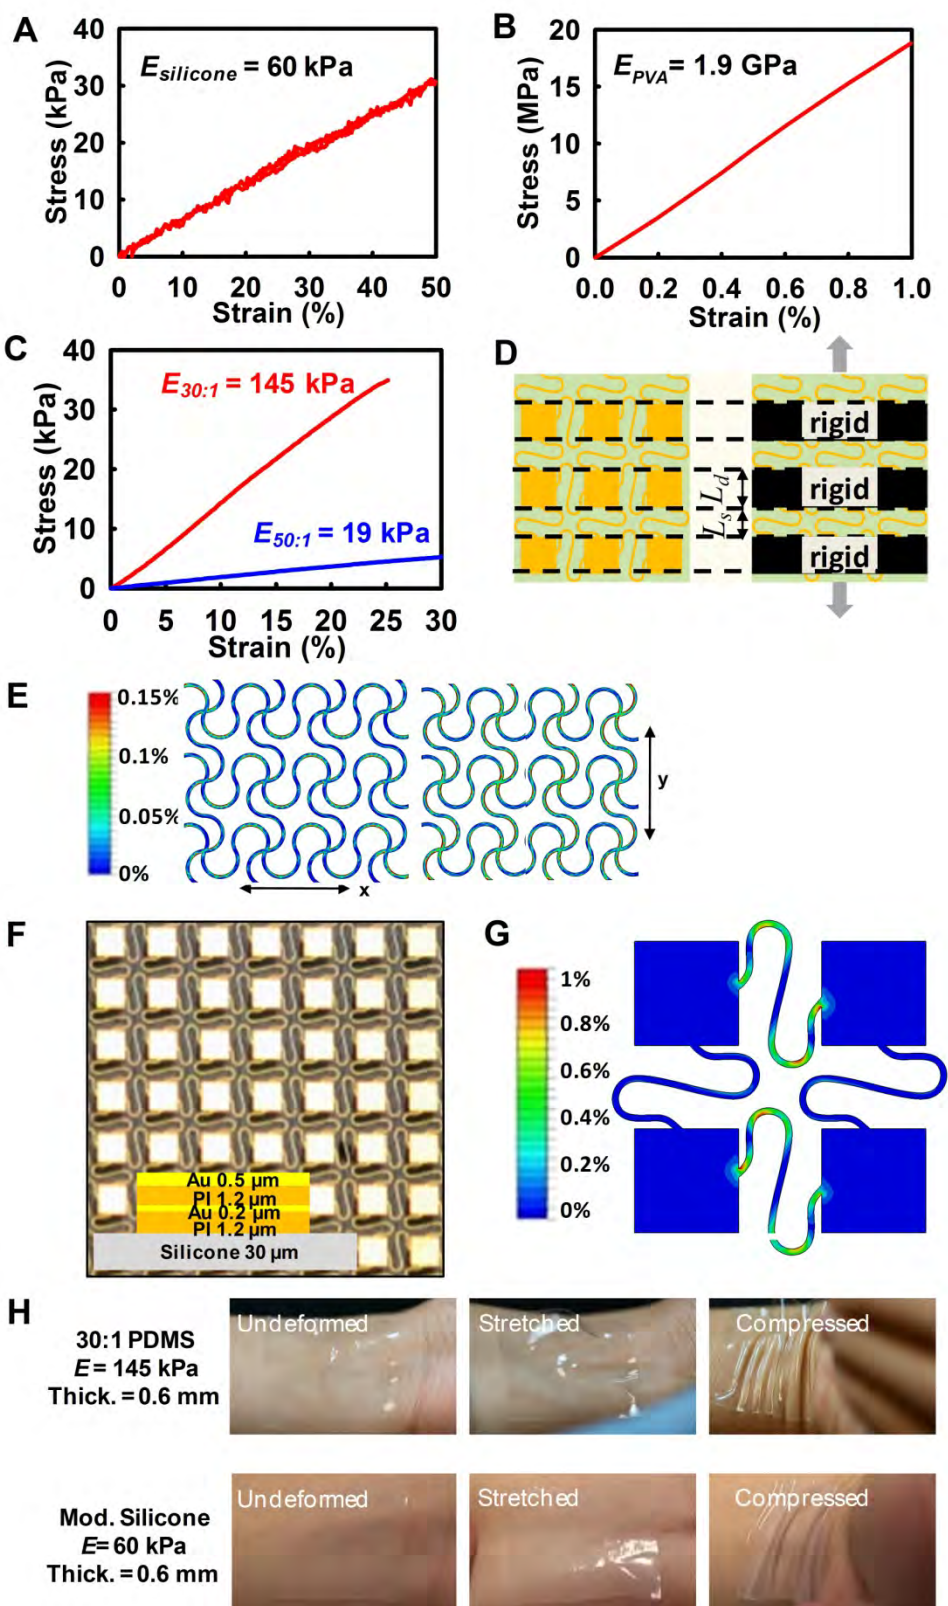 A
40
30
20
10
0
Stress (kPa)
E_silicone = 60 kPa
0 10 20 30 40 50
Strain (%)
B
20
15
10
5
0
Stress (MPa)
E_PVA = 1.9 GPa
0.0 0.2 0.4 0.6 0.8 1.0
Strain (%)
C
40
30
20
10
0
Stress (kPa)
E_30:1 = 145 kPa
E_50:1 = 19 kPa
0 5 10 15 20 25 30
Strain (%)
D
L_d
L_s
rigid
rigid
rigid
E
0.15%
0.1%
0.05%
0%
x
y
F
Au 0.5 µm
PI 1.2 µm
Au 0.2 µm
PI 1.2 µm
Silicone 30 µm
G
1%
0.8%
0.6%
0.4%
0.2%
0%
H
30:1 PDMS
E = 145 kPa
Thick. = 0.6 mm
Undeformed
Stretched
Compressed
Mod. Silicone
E= 60 kPa
Thick. = 0.6 mm
Undeformed
Stretched
Compressed